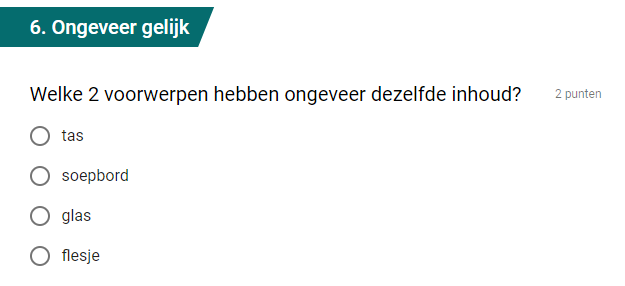 6. Ongeveer gelijk
Welke 2 voorwerpen hebben ongeveer dezelfde inhoud?
2 punten
tas
soepbord
glas
flesje